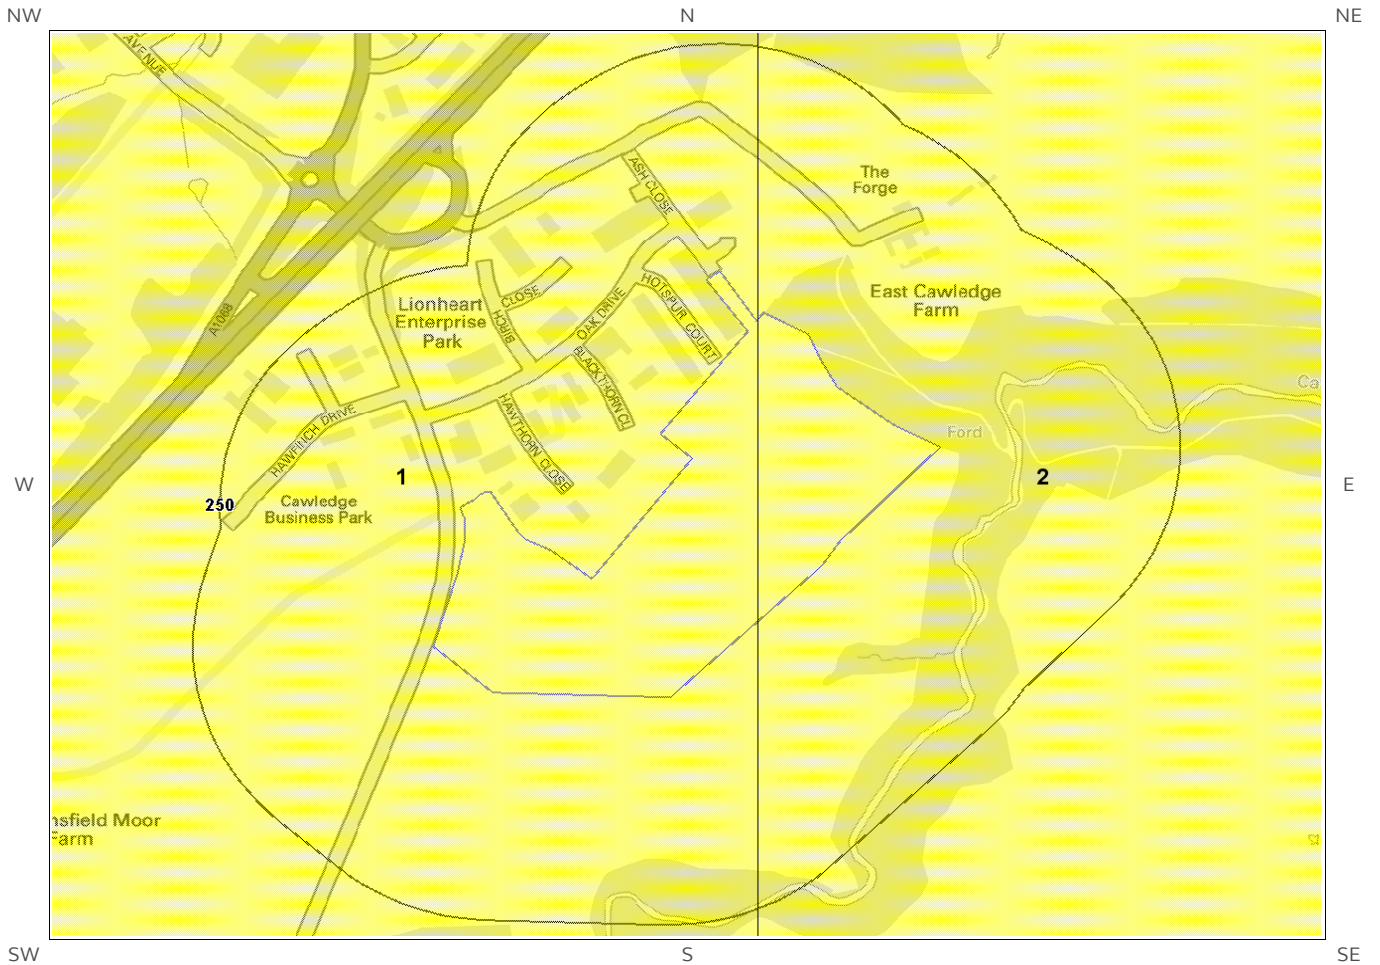 NW
N
NE
AVENUE
ASH CLOSE
The
Forge
HOTSPUR COURT
East Cawledge
Farm
Lionheart
Enterprise
Park
CLOSE
BIRCH
OAK DRIVE
A1068
BLACKTHORN CL
HAWTHORN CLOSE
HAWFINCH DRIVE
Ca
Ford
W
1
2
E
250
Cawledge
Business Park
nsfield Moor
Farm
SW
S
SE